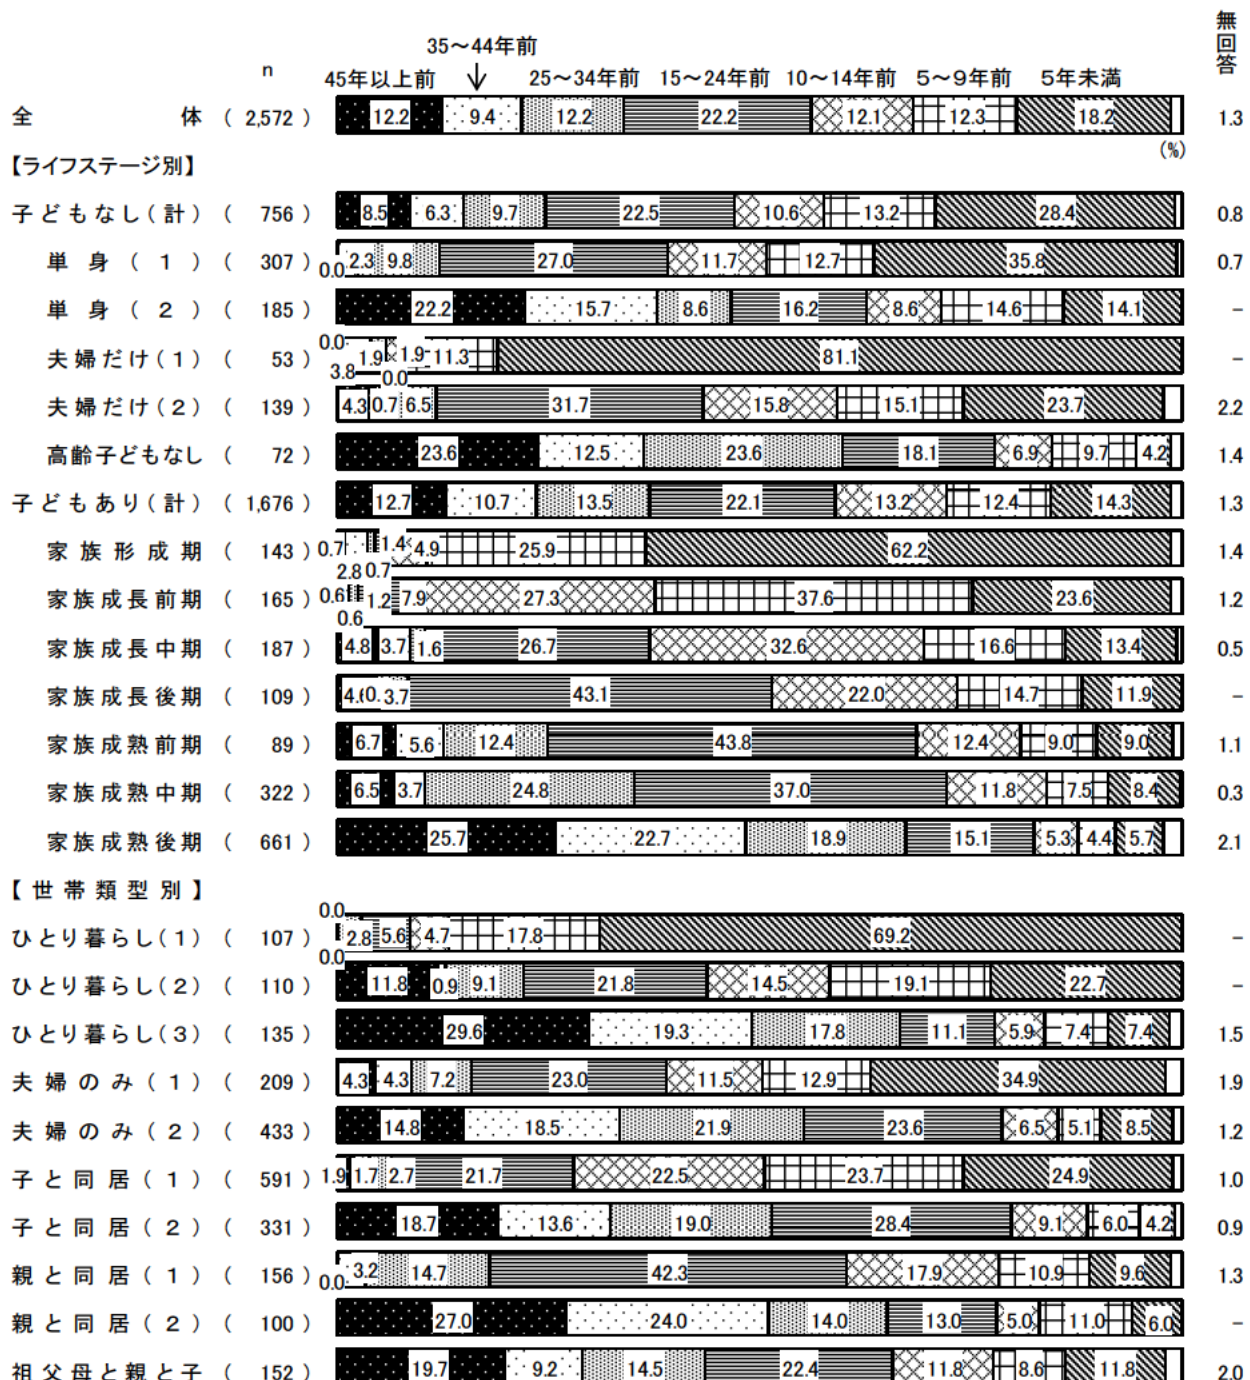 無回答
35～44年前
n 45年以上前 25～34年前 15～24年前 10～14年前 5～9年前 5年未満
全体 ( 2,572 ) 12.2 9.4 12.2 22.2 12.1 12.3 18.2 1.3
(%)
【ライフステージ別】
子どもなし(計) ( 756 ) 8.5 6.3 9.7 22.5 10.6 13.2 28.4 0.8
単身(1) ( 307 ) 0.0 2.3 9.8 27.0 11.7 12.7 35.8 0.7
単身(2) ( 185 ) 22.2 15.7 8.6 16.2 8.6 14.6 14.1 –
夫婦だけ(1) ( 53 ) 0.0 3.8 1.9 0.0 1.9 11.3 81.1 –
夫婦だけ(2) ( 139 ) 4.3 0.7 6.5 31.7 15.8 15.1 23.7 2.2
高齢子どもなし ( 72 ) 23.6 12.5 23.6 18.1 6.9 9.7 4.2 1.4
子どもあり(計) ( 1,676 ) 12.7 10.7 13.5 22.1 13.2 12.4 14.3 1.3
家族形成期 ( 143 ) 0.7 2.8 0.7 1.4 4.9 25.9 62.2 1.4
家族成長前期 ( 165 ) 0.6 0.6 1.2 7.9 27.3 37.6 23.6 1.2
家族成長中期 ( 187 ) 4.8 3.7 1.6 26.7 32.6 16.6 13.4 0.5
家族成長後期 ( 109 ) 4.6 0. 3.7 43.1 22.0 14.7 11.9 –
家族成熟前期 ( 89 ) 6.7 5.6 12.4 43.8 12.4 9.0 9.0 1.1
家族成熟中期 ( 322 ) 6.5 3.7 24.8 37.0 11.8 7.5 8.4 0.3
家族成熟後期 ( 661 ) 25.7 22.7 18.9 15.1 5.3 4.4 5.7 2.1
【世帯類型別】
ひとり暮らし(1) ( 107 ) 0.0 0.0 2.8 5.6 4.7 17.8 69.2 –
ひとり暮らし(2) ( 110 ) 11.8 0.9 9.1 21.8 14.5 19.1 22.7 –
ひとり暮らし(3) ( 135 ) 29.6 19.3 17.8 11.1 5.9 7.4 7.4 1.5
夫婦のみ(1) ( 209 ) 4.3 4.3 7.2 23.0 11.5 12.9 34.9 1.9
夫婦のみ(2) ( 433 ) 14.8 18.5 21.9 23.6 6.5 5.1 8.5 1.2
子と同居(1) ( 591 ) 1.9 1.7 2.7 21.7 22.5 23.7 24.9 1.0
子と同居(2) ( 331 ) 18.7 13.6 19.0 28.4 9.1 6.0 4.2 0.9
親と同居(1) ( 156 ) 0.0 3.2 14.7 42.3 17.9 10.9 9.6 1.3
親と同居(2) ( 100 ) 27.0 24.0 14.0 13.0 5.0 11.0 6.0 –
祖父母と親と子 ( 152 ) 19.7 9.2 14.5 22.4 11.8 8.6 11.8 2.0